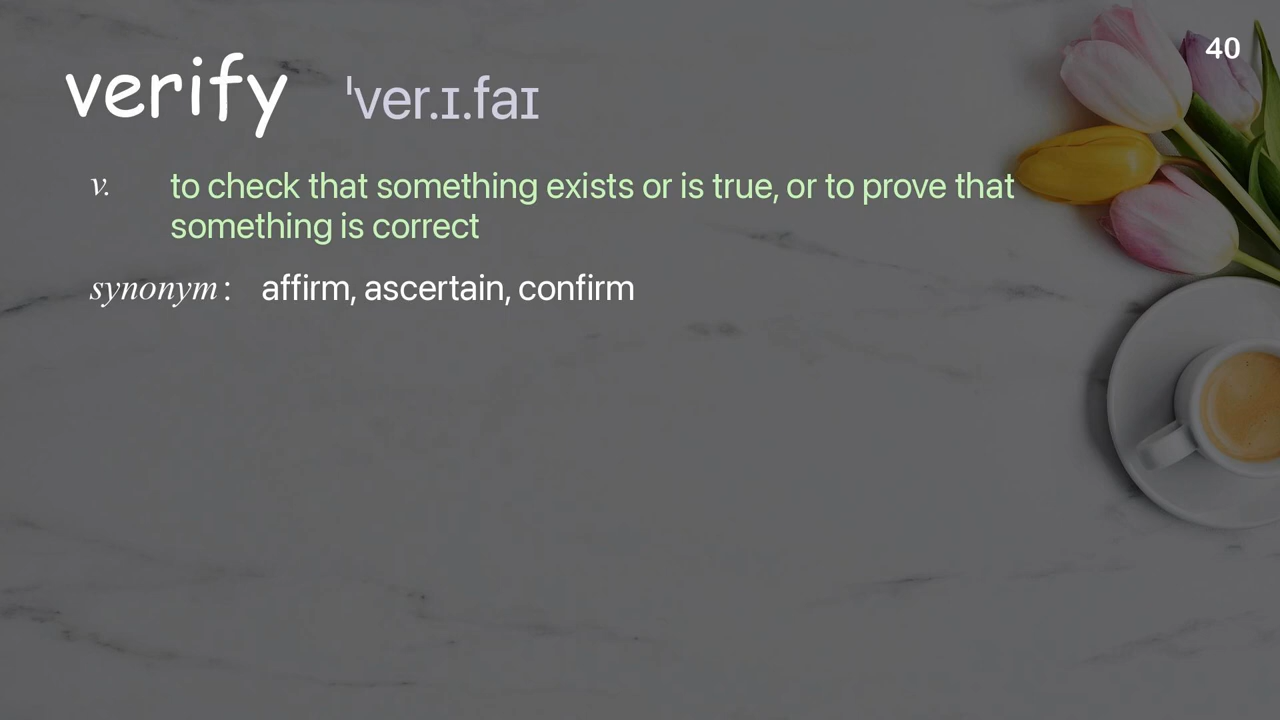 40
verify ˈver.ɪ.faɪ
v. to check that something exists or is true, or to prove that
something is correct
synonym: affirm, ascertain, confirm